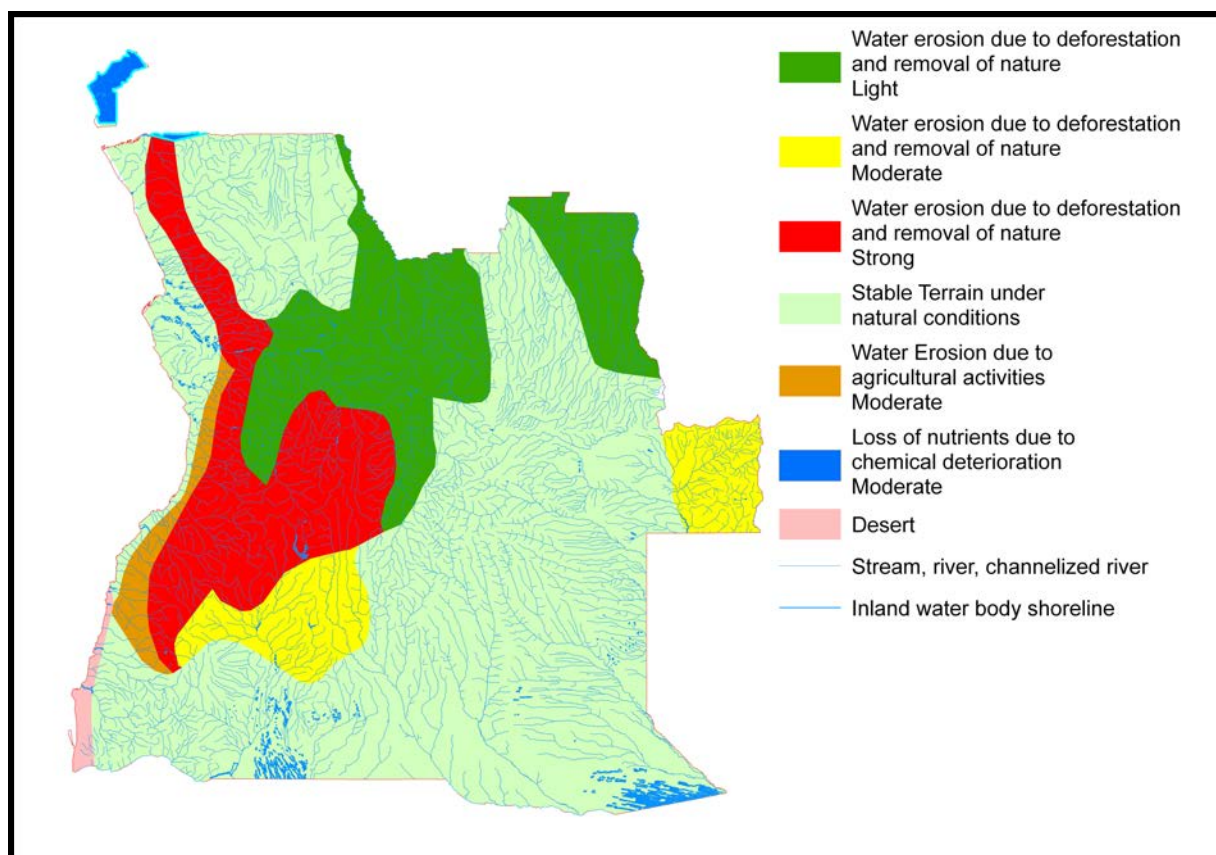 Water erosion due to deforestation
and removal of nature
Light
Water erosion due to deforestation
and removal of nature
Moderate
Water erosion due to deforestation
and removal of nature
Strong
Stable Terrain under
natural conditions
Water Erosion due to
agricultural activities
Moderate
Loss of nutrients due to
chemical deterioration
Moderate
Desert
Stream, river, channelized river
Inland water body shoreline